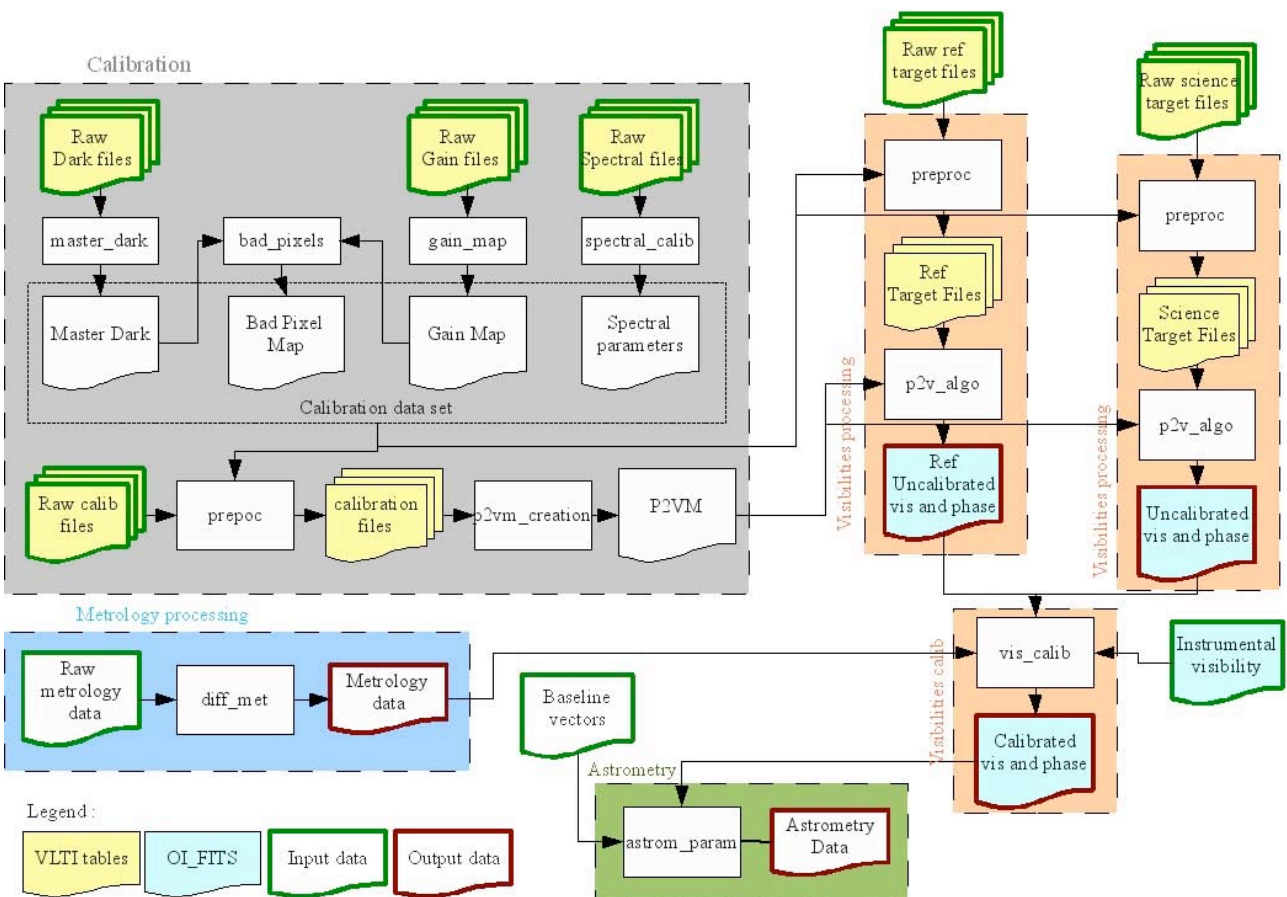 Calibration
Raw
Dark files
Raw
Gain files
Raw
Spectral files
master_dark
bad_pixels
gain_map
spectral_calib
Master Dark
Bad Pixel
Map
Gain Map
Spectral
parameters
Calibration data set
Raw calib
files
prepoc
calibration
files
p2vm_creation
P2VM
Raw ref
target files
preproc
Ref
Target Files
p2v_algo
Ref
Uncalibrated
vis and phase
Visibilities processing
Raw science
target files
preproc
Science
Target Files
p2v_algo
Uncalibrated
vis and phase
Visibilities processing
Metrology processing
Raw
metrology
data
diff_met
Metrology
data
Baseline
vectors
vis_calib
Instrumental
visibility
Calibrated
vis and phase
Visibilities calib
Astrometry
astrom_param
Astrometry
Data
Legend :
VLTI tables
OI_FITS
Input data
Output data